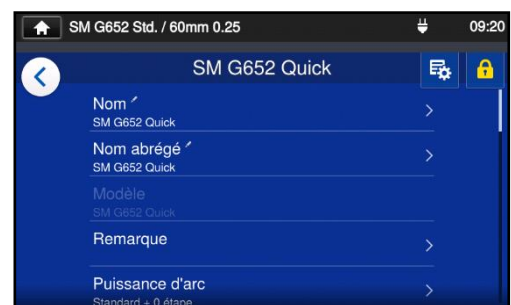 SM G652 Std. / 60mm 0.25 09:20
SM G652 Quick
Nom
SM G652 Quick
Nom abrégé
SM G652 Quick
Modèle
SM G652 Quick
Remarque
Puissance d'arc
Standard + 0 étape